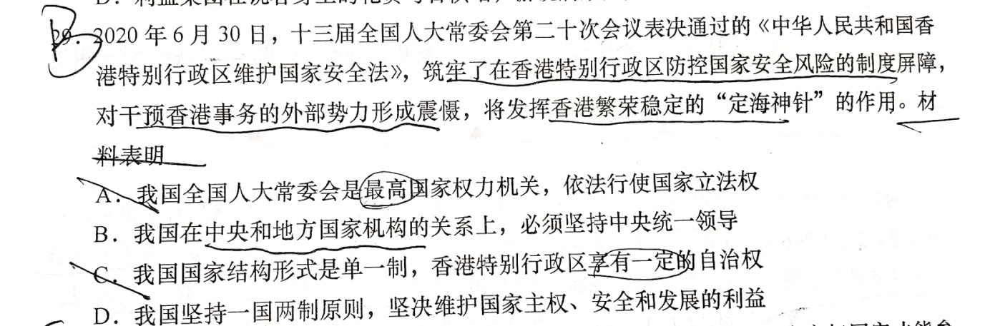 B
29. 2020 年 6 月 30 日，十三届全国人大常委会第二十次会议表决通过的《中华人民共和国香
港特别行政区维护国家安全法》，筑牢了在香港特别行政区防控国家安全风险的制度屏障，
对干预香港事务的外部势力形成震慑，将发挥香港繁荣稳定的“定海神针”的作用。材
料表明
A．我国全国人大常委会是最高国家权力机关，依法行使国家立法权
B．我国在中央和地方国家机构的关系上，必须坚持中央统一领导
C．我国国家结构形式是单一制，香港特别行政区享有一定的自治权
D．我国坚持一国两制原则，坚决维护国家主权、安全和发展的利益